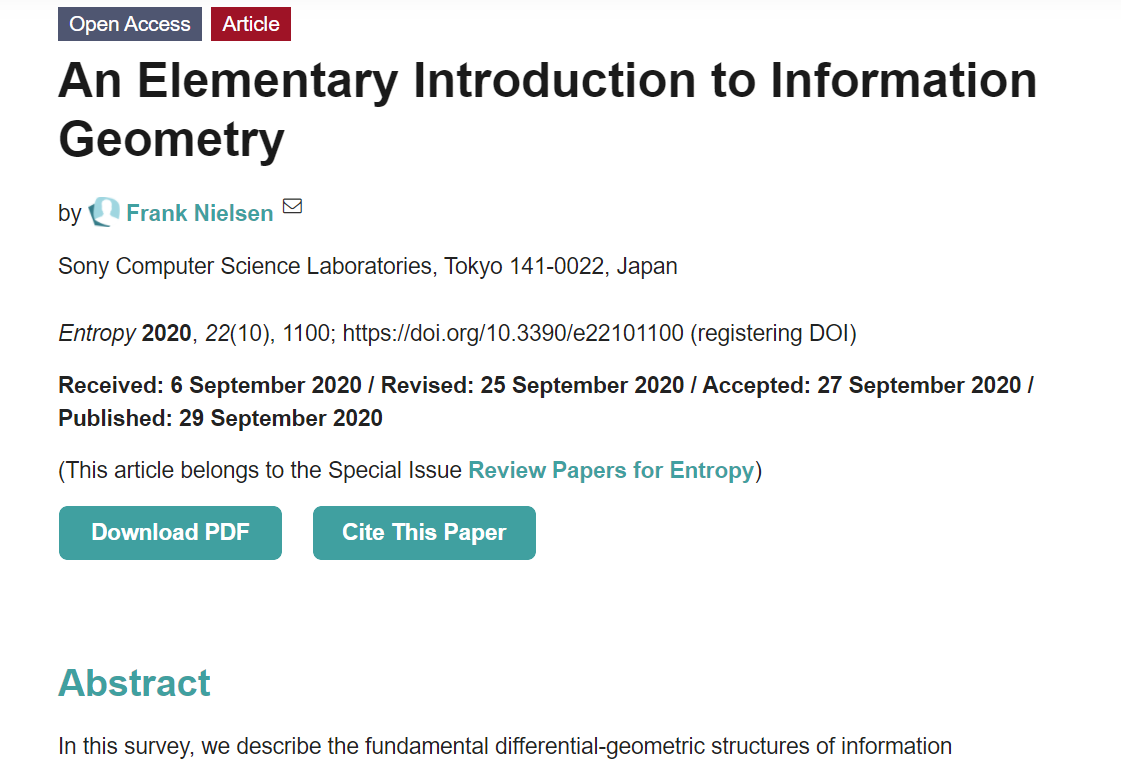 Open Access Article
An Elementary Introduction to Information
Geometry
by Frank Nielsen
Sony Computer Science Laboratories, Tokyo 141-0022, Japan
Entropy 2020, 22(10), 1100; https://doi.org/10.3390/e22101100 (registering DOI)
Received: 6 September 2020 / Revised: 25 September 2020 / Accepted: 27 September 2020 /
Published: 29 September 2020
(This article belongs to the Special Issue Review Papers for Entropy)
Download PDF Cite This Paper
Abstract
In this survey, we describe the fundamental differential-geometric structures of information